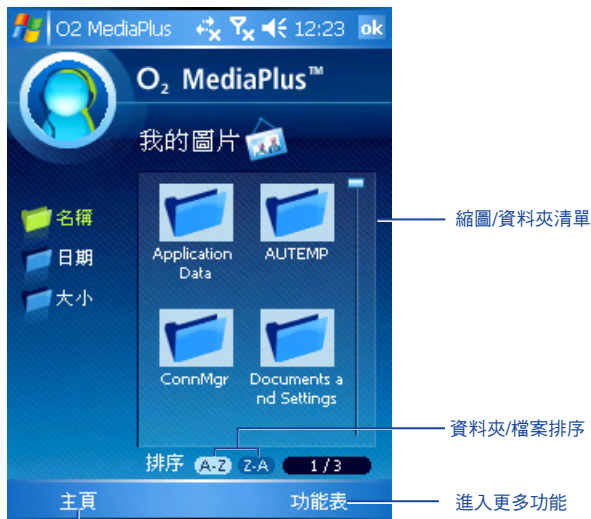 O2 MediaPlus 12:23 ok
O₂ MediaPlus™
我的圖片
名稱
日期
大小
Application Data
AUTEMP
ConnMgr
Documents a
nd Settings
縮圖/資料夾清單
資料夾/檔案排序
排序 A-Z Z-A 1/3
主頁 功能表
進入更多功能